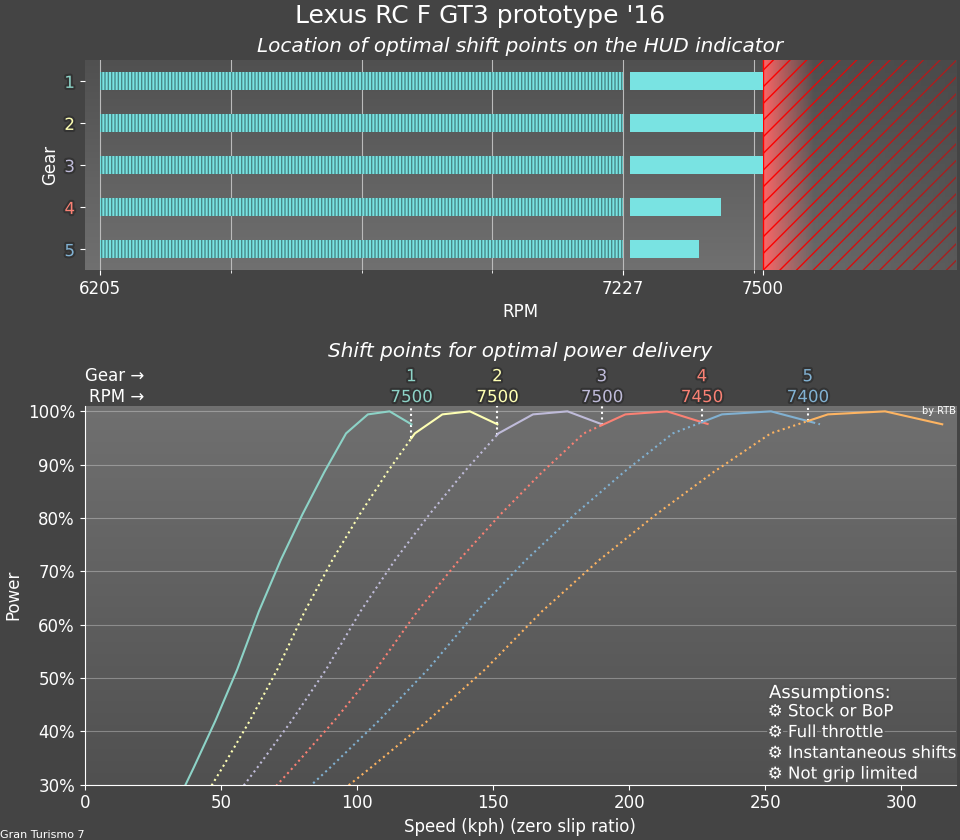 Lexus RC F GT3 prototype '16
Location of optimal shift points on the HUD indicator
Gear
1
2
3
4
5
6205 7227 7500
RPM
Shift points for optimal power delivery
Gear → 1 2 3 4 5
RPM → 7500 7500 7500 7450 7400
by RTB
Power
100%
90%
80%
70%
60%
50%
40%
30%
Assumptions:
⚙ Stock or BoP
⚙ Full throttle
⚙ Instantaneous shifts
⚙ Not grip limited
0 50 100 150 200 250 300
Speed (kph) (zero slip ratio)
Gran Turismo 7